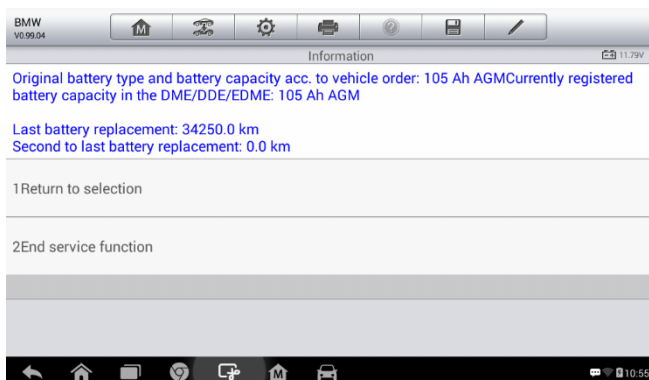 BMW
V0.99.04
M
Information
11.79V
Original battery type and battery capacity acc. to vehicle order: 105 Ah AGMCurrently registered
battery capacity in the DME/DDE/EDME: 105 Ah AGM
Last battery replacement: 34250.0 km
Second to last battery replacement: 0.0 km
1Return to selection
2End service function
M
10:55